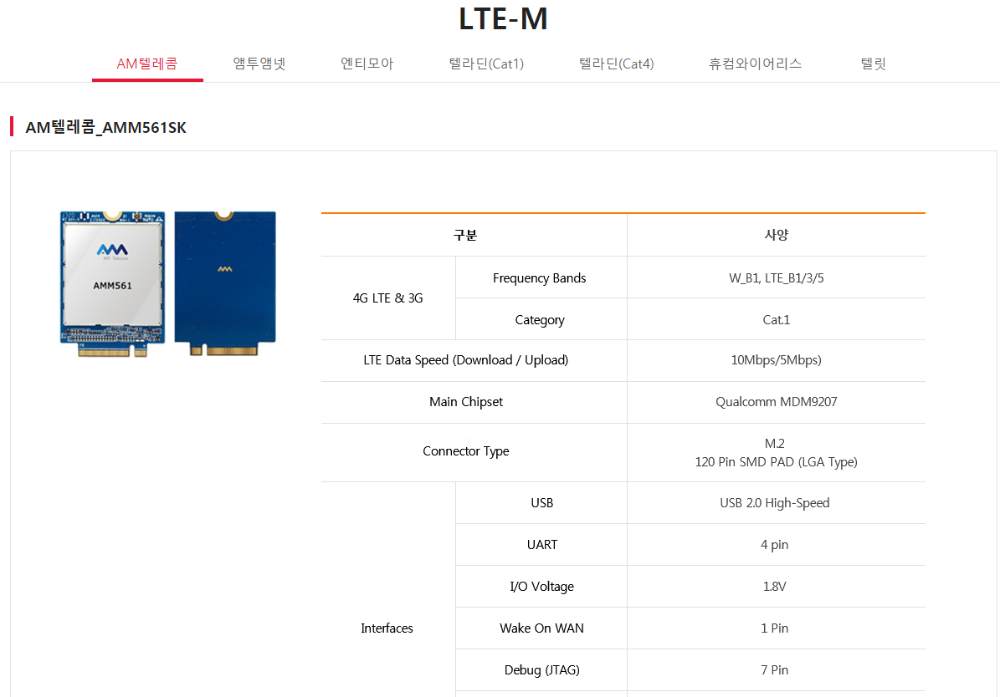 LTE-M
AM텔레콤 앰투앰넷 엔티모아 텔라딘(Cat1) 텔라딘(Cat4) 휴컴와이어리스 텔릿
AM텔레콤_AMM561SK
AM Telecom
AMM561
구분 사양
4G LTE & 3G
Frequency Bands W_B1, LTE_B1/3/5
Category Cat.1
LTE Data Speed (Download / Upload) 10Mbps/5Mbps)
Main Chipset Qualcomm MDM9207
Connector Type M.2
120 Pin SMD PAD (LGA Type)
Interfaces
USB USB 2.0 High-Speed
UART 4 pin
I/O Voltage 1.8V
Wake On WAN 1 Pin
Debug (JTAG) 7 Pin